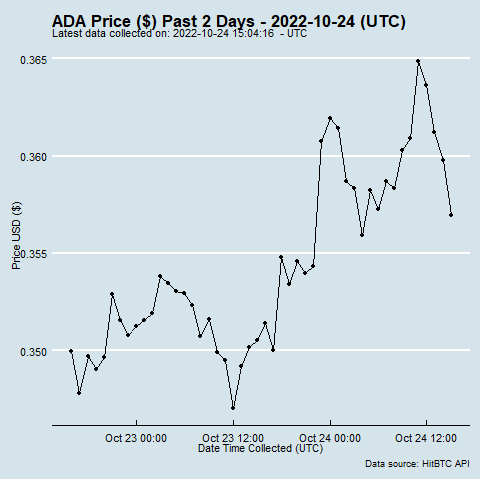 ADA Price ($) Past 2 Days - 2022-10-24 (UTC)
Latest data collected on: 2022-10-24 15:04:16  - UTC
0.365
0.360
0.355
0.350
Price USD ($)
Oct 23 00:00
Oct 23 12:00
Oct 24 00:00
Oct 24 12:00
Date Time Collected (UTC)
Data source: HitBTC API